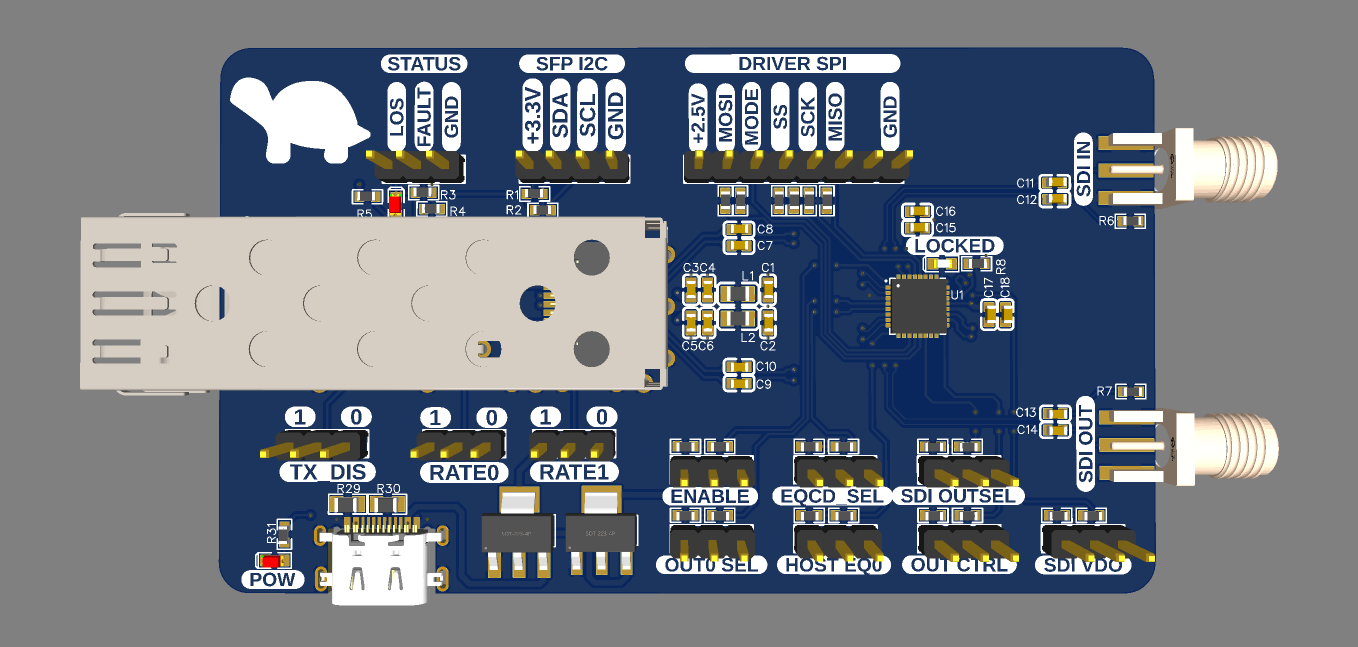 STATUS
SFP I2C
DRIVER SPI
LOS
FAULT
GND
+3.3V
SDA
SCL
GND
+2.5V
MOSI
MODE
SS
SCK
MISO
GND
SDI IN
C11
C12
R6
R5
R3
R4
R1
R2
C16
C15
LOCKED
R8
C8
C7
C3
C4
L1
C1
U1
C17
C18
C5
C6
L2
C2
C10
C9
R7
C13
C14
SDI OUT
1 0
1 0
1 0
TX_DIS
RATE0
RATE1
ENABLE
EQCD_SEL
SDI OUTSEL
R29
R30
R31
POW
OUT0 SEL
HOST EQ0
OUT CTRL
SDI VDO